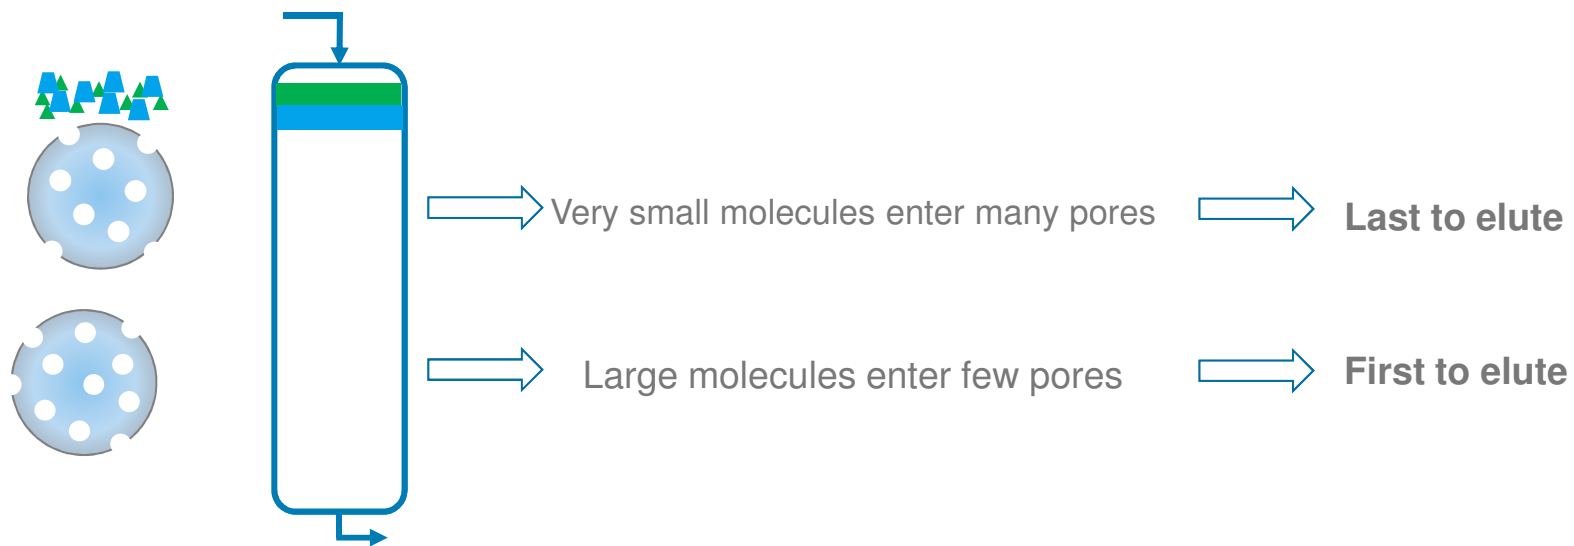 Very small molecules enter many pores
Last to elute
Large molecules enter few pores
First to elute